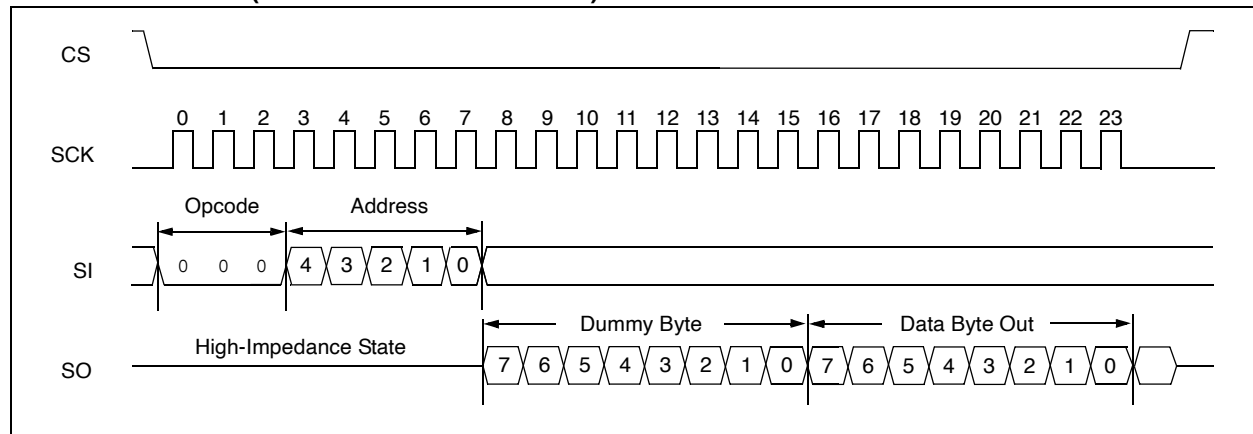 CS
0 1 2 3 4 5 6 7 8 9 10 11 12 13 14 15 16 17 18 19 20 21 22 23
SCK
Opcode Address
SI 0 0 0 4 3 2 1 0
Dummy Byte Data Byte Out
High-Impedance State
SO 7 6 5 4 3 2 1 0 7 6 5 4 3 2 1 0